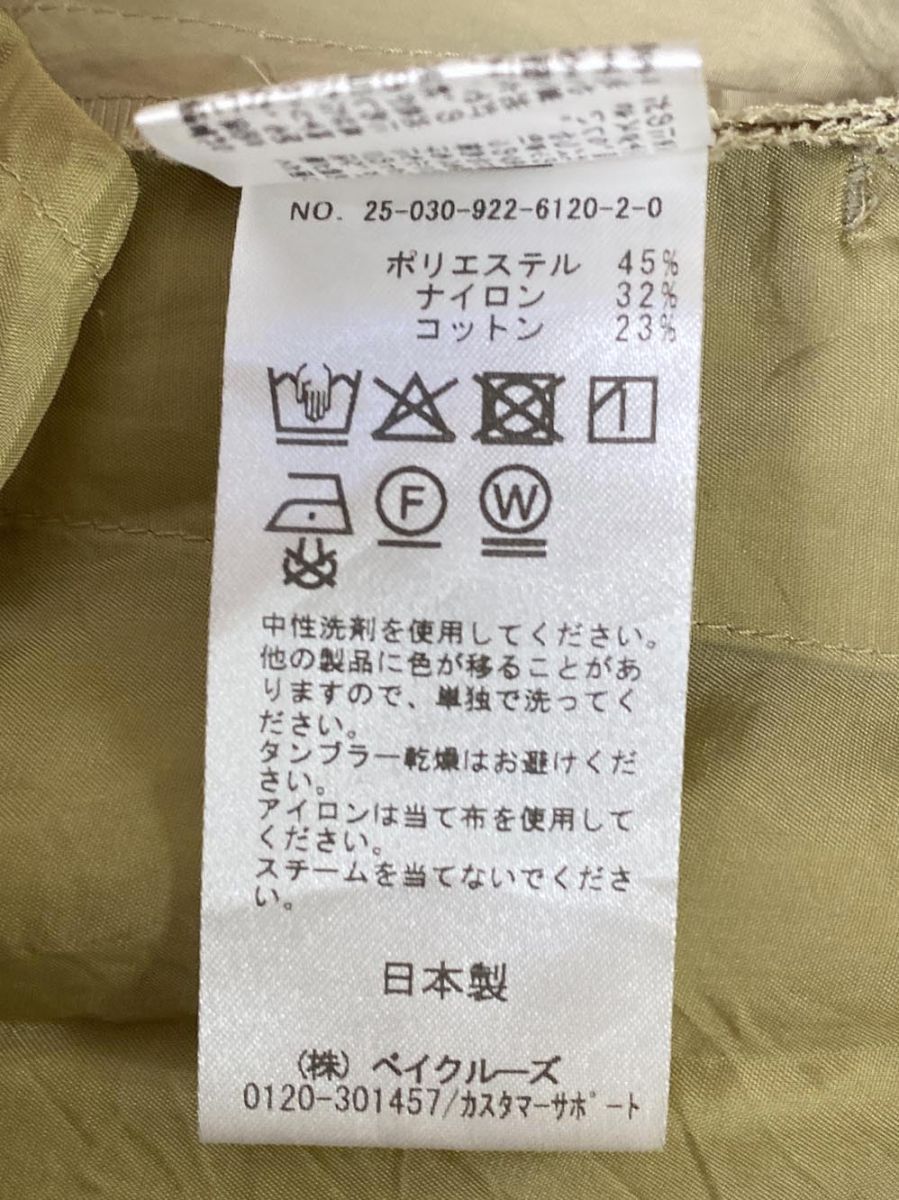 NO. 25-030-922-6120-2-0
ポリエステル 45%
ナイロン 32%
コットン 23%
F
W
中性洗剤を使用してください。
他の製品に色が移ることがあ
りますので、単独で洗ってく
ださい。
タンブラー乾燥はお避けくだ
さい。
アイロンは当て布を使用して
ください。
スチームを当てないでくださ
い。
日本製
(株) ベイクルーズ
0120-301457/カスタマーサポート